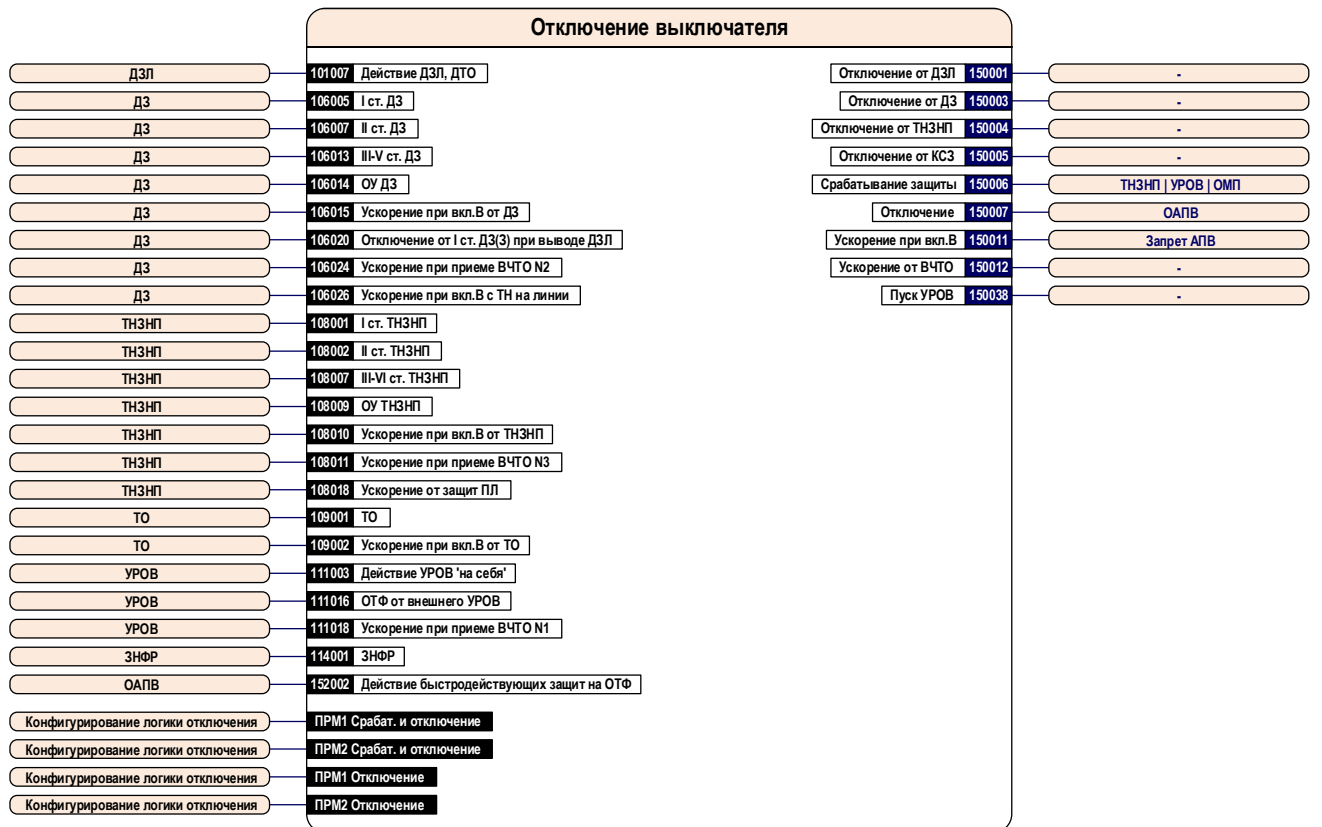 Отключение выключателя
ДЗЛ 101007 Действие ДЗЛ, ДТО Отключение от ДЗЛ 150001 -
ДЗ 106005 I ст. ДЗ Отключение от ДЗ 150003 -
ДЗ 106007 II ст. ДЗ Отключение от ТНЗНП 150004 -
ДЗ 106013 III-V ст. ДЗ Отключение от КСЗ 150005 -
ДЗ 106014 ОУ ДЗ Срабатывание защиты 150006 ТНЗНП | УРОВ | ОМП
ДЗ 106015 Ускорение при вкл.В от ДЗ Отключение 150007 ОАПВ
ДЗ 106020 Отключение от I ст. ДЗ(3) при выводе ДЗЛ Ускорение при вкл.В 150011 Запрет АПВ
ДЗ 106024 Ускорение при приеме ВЧТО N2 Ускорение от ВЧТО 150012 -
ДЗ 106026 Ускорение при вкл.В с ТН на линии Пуск УРОВ 150038 -
ТНЗНП 108001 I ст. ТНЗНП
ТНЗНП 108002 II ст. ТНЗНП
ТНЗНП 108007 III-VI ст. ТНЗНП
ТНЗНП 108009 ОУ ТНЗНП
ТНЗНП 108010 Ускорение при вкл.В от ТНЗНП
ТНЗНП 108011 Ускорение при приеме ВЧТО N3
ТНЗНП 108018 Ускорение от защит ПЛ
ТО 109001 ТО
ТО 109002 Ускорение при вкл.В от ТО
УРОВ 111003 Действие УРОВ 'на себя'
УРОВ 111016 ОТФ от внешнего УРОВ
УРОВ 111018 Ускорение при приеме ВЧТО N1
ЗНФР 114001 ЗНФР
ОАПВ 152002 Действие быстродействующих защит на ОТФ
Конфигурирование логики отключения ПРМ1 Срабат. и отключение
Конфигурирование логики отключения ПРМ2 Срабат. и отключение
Конфигурирование логики отключения ПРМ1 Отключение
Конфигурирование логики отключения ПРМ2 Отключение